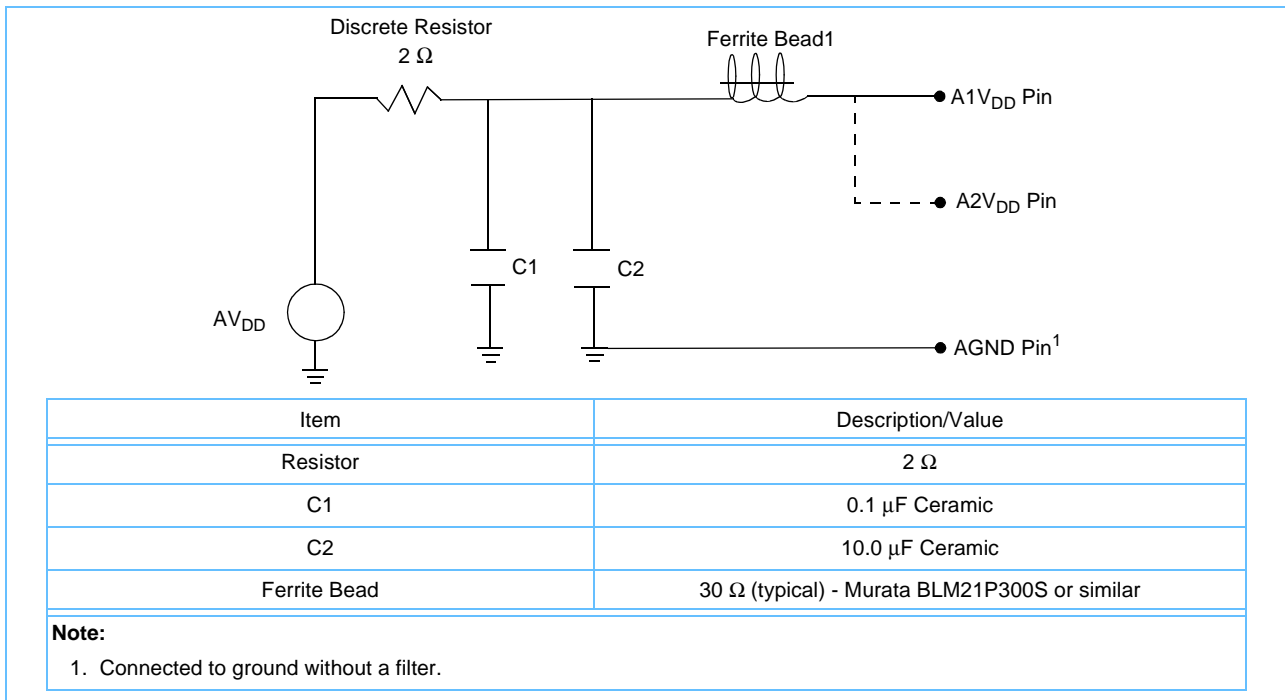 Discrete Resistor
2 Ω
Ferrite Bead1
A1VDD Pin
A2VDD Pin
C1
C2
AVDD
AGND Pin1
Item Description/Value
Resistor 2 Ω
C1 0.1 μF Ceramic
C2 10.0 μF Ceramic
Ferrite Bead 30 Ω (typical) - Murata BLM21P300S or similar
Note:
1. Connected to ground without a filter.